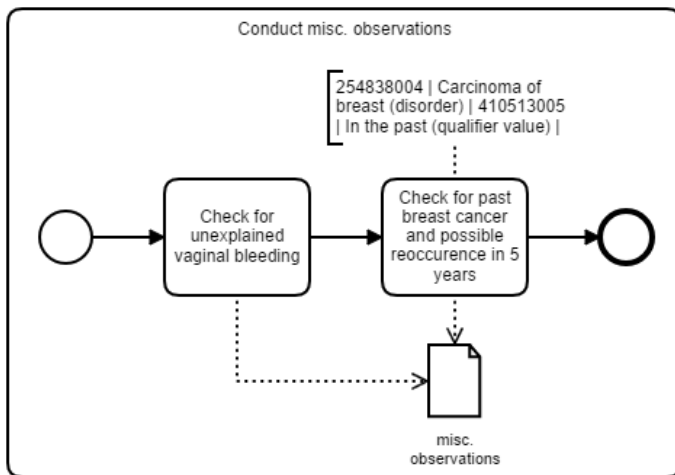 Conduct misc. observations
254838004 | Carcinoma of
breast (disorder) | 410513005
| In the past (qualifier value) |
Check for
unexplained
vaginal bleeding
Check for past
breast cancer
and possible
reoccurence in 5
years
misc.
observations